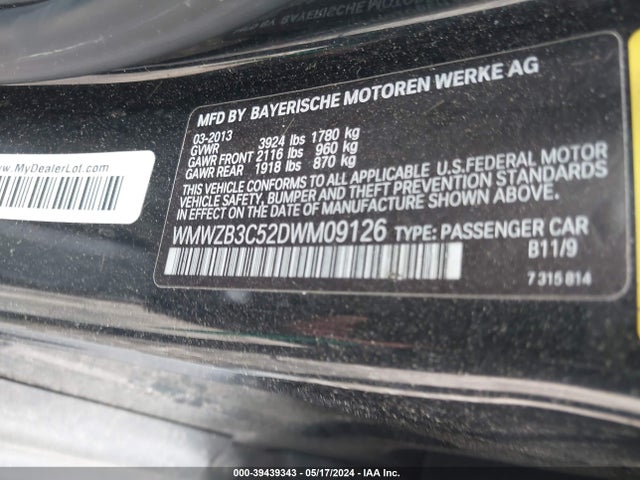 MFD BY BAYERISCHE MOTOREN WERKE AG
03-2013
GVWR 3924 lbs 1780 kg
GAWR FRONT 2116 lbs 960 kg
GAWR REAR 1918 lbs 870 kg
THIS VEHICLE CONFORMS TO ALL APPLICABLE U.S.FEDERAL MOTOR
VEHICLE SAFETY, BUMPER, AND THEFT PREVENTION STANDARDS
IN EFFECT ON THE DATE OF MANUFACTURE SHOWN ABOVE.
WMWZB3C52DWM09126 TYPE: PASSENGER CAR
B11/9
7 315 814
www.MyDealerLot.com
000-39439343 — 05/17/2024 — IAA Inc.